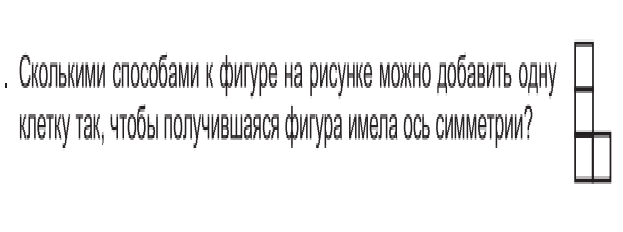 . Сколькими способами к фигуре на рисунке можно добавить одну
клетку так, чтобы получившаяся фигура имела ось симметрии?